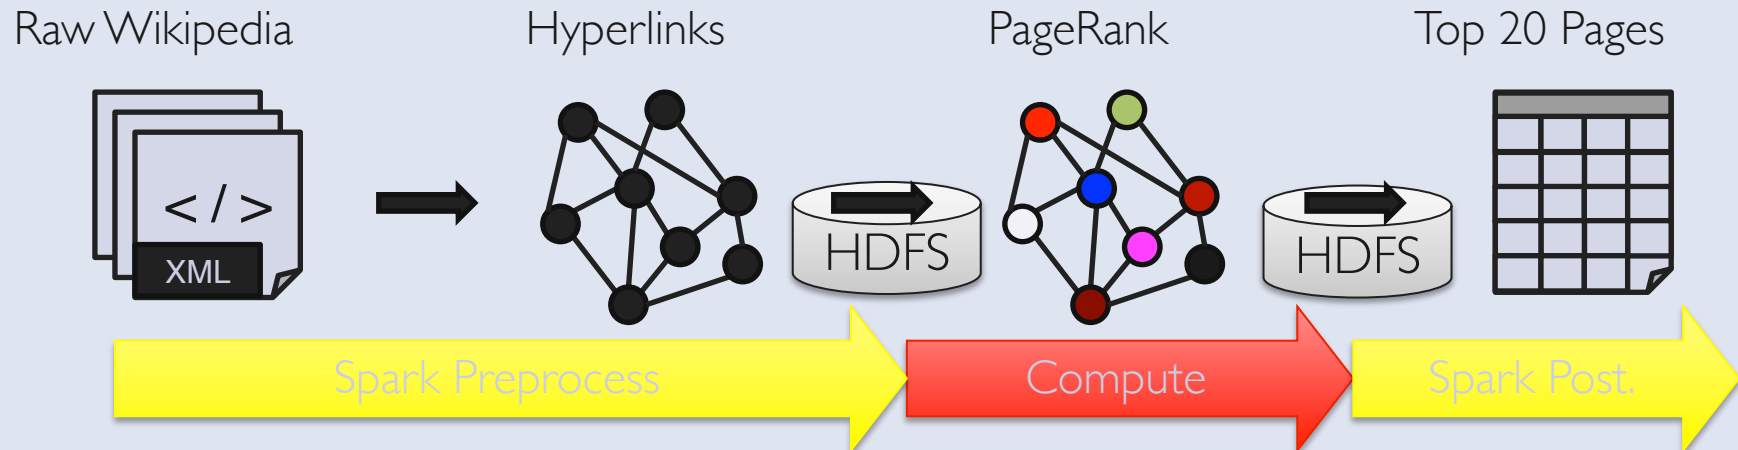 Raw Wikipedia
Hyperlinks
PageRank
Top 20 Pages
< / >
XML
HDFS
HDFS
Spark Preprocess
Compute
Spark Post.